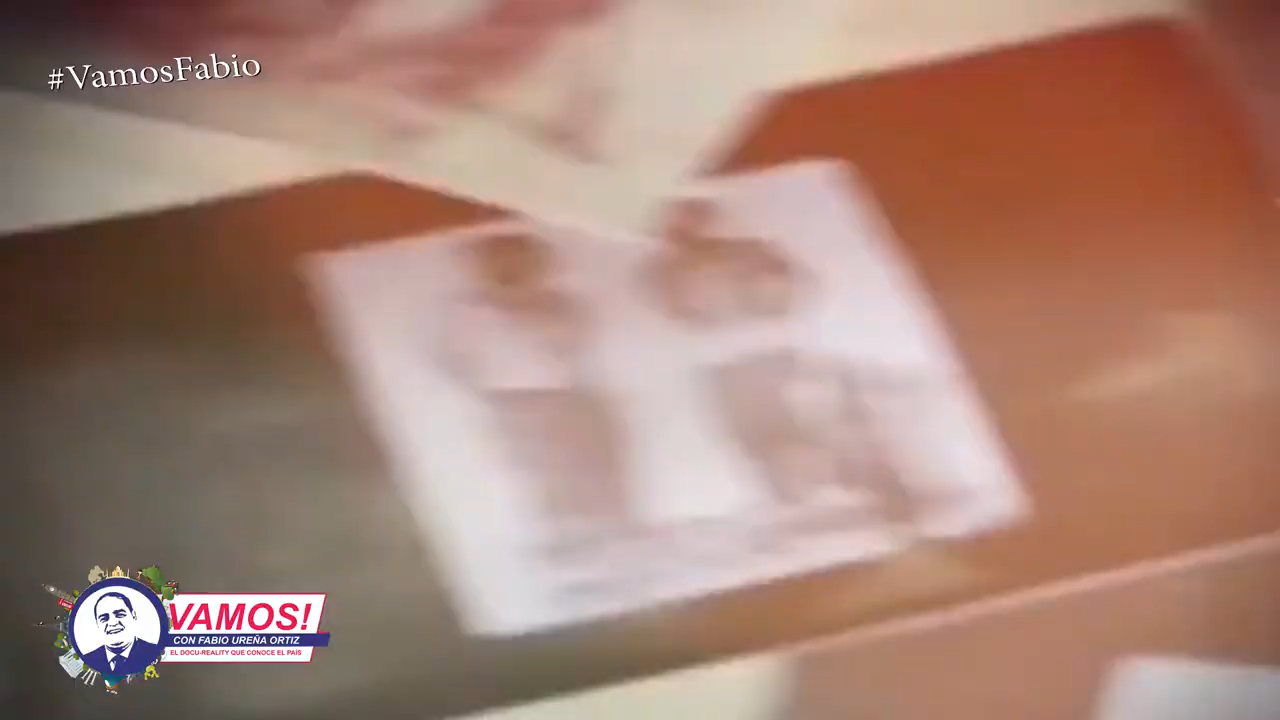 #VamosFabio
VAMOS!
CON FABIO UREÑA ORTIZ
EL DOCU-REALITY QUE CONOCE EL PAÍS